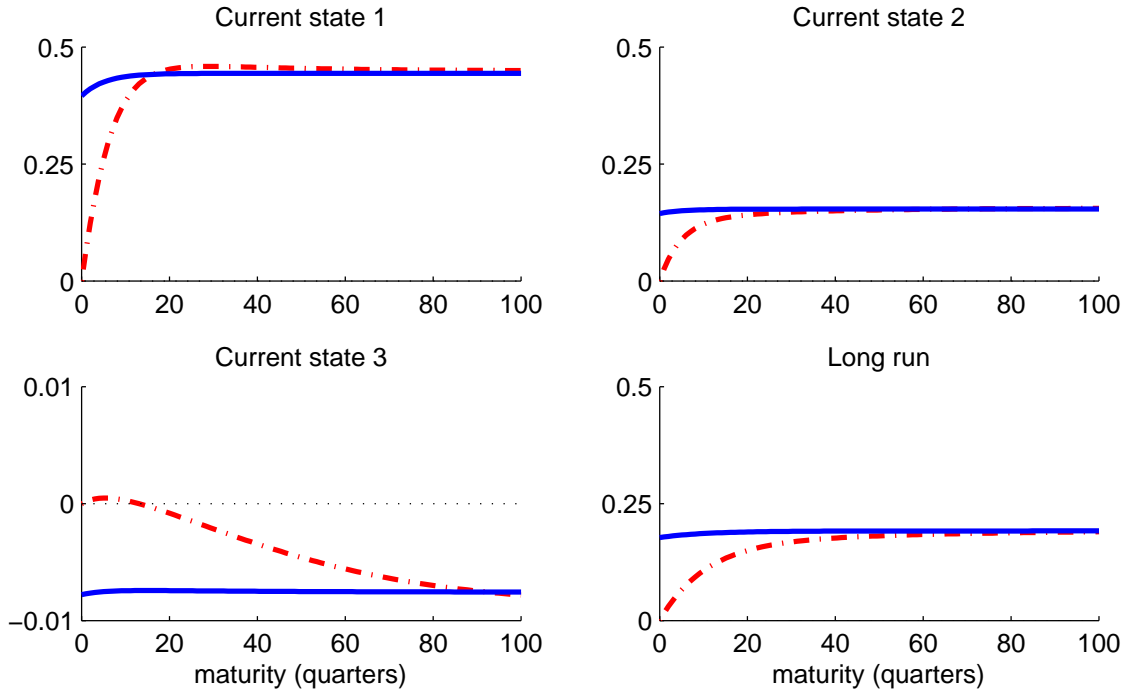 Current state 1
0.5
0.25
0
0 20 40 60 80 100
Current state 2
0.5
0.25
0
0 20 40 60 80 100
Current state 3
0.01
0
−0.01
0 20 40 60 80 100
maturity (quarters)
Long run
0.5
0.25
0
0 20 40 60 80 100
maturity (quarters)